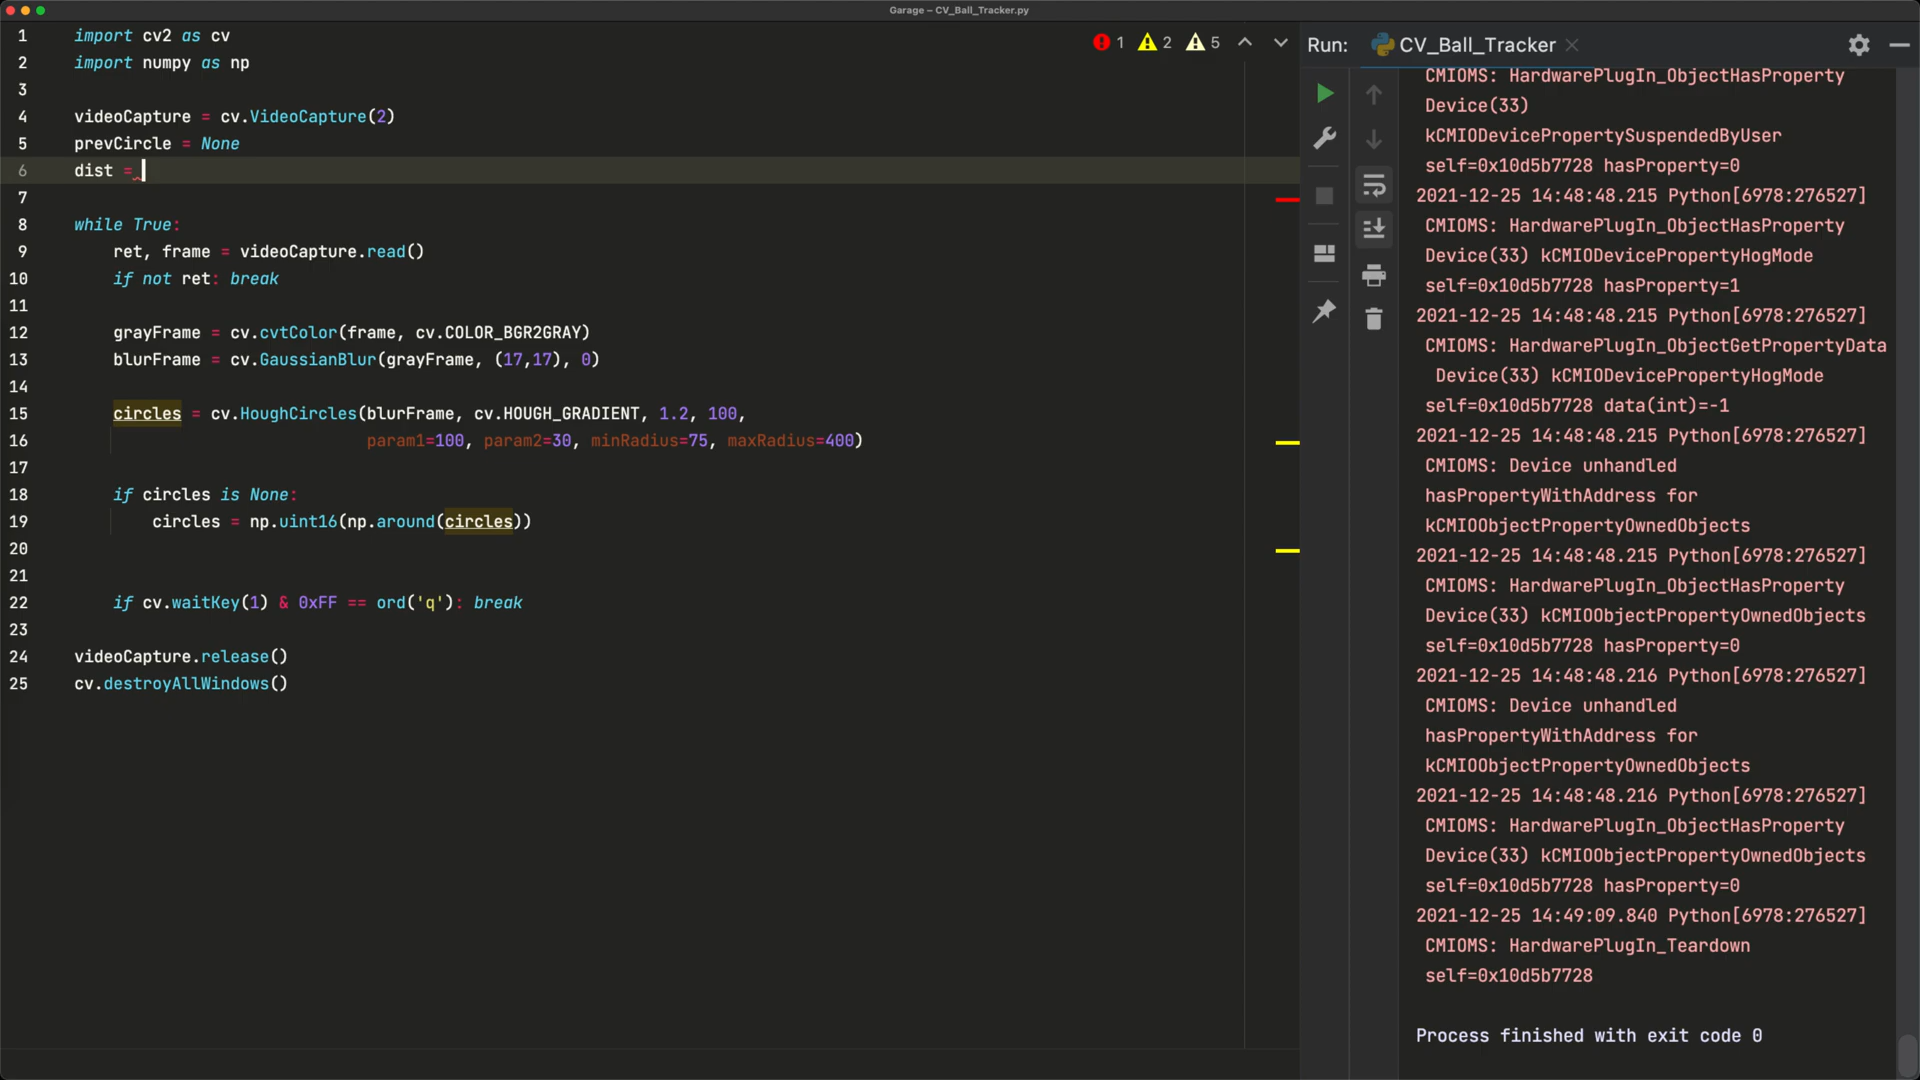 Garage – CV_Ball_Tracker.py
1 import cv2 as cv
2 import numpy as np
3
4 videoCapture = cv.VideoCapture(2)
5 prevCircle = None
6 dist =
7
8 while True:
9 ret, frame = videoCapture.read()
10 if not ret: break
11
12 grayFrame = cv.cvtColor(frame, cv.COLOR_BGR2GRAY)
13 blurFrame = cv.GaussianBlur(grayFrame, (17,17), 0)
14
15 circles = cv.HoughCircles(blurFrame, cv.HOUGH_GRADIENT, 1.2, 100,
16 param1=100, param2=30, minRadius=75, maxRadius=400)
17
18 if circles is None:
19 circles = np.uint16(np.around(circles))
20
21
22 if cv.waitKey(1) & 0xFF == ord('q'): break
23
24 videoCapture.release()
25 cv.destroyAllWindows()
1 2 5
Run: CV_Ball_Tracker
CMIOMS: HardwarePlugIn_ObjectHasProperty
Device(33)
kCMIODevicePropertySuspendedByUser
self=0x10d5b7728 hasProperty=0
2021-12-25 14:48:48.215 Python[6978:276527]
CMIOMS: HardwarePlugIn_ObjectHasProperty
Device(33) kCMIODevicePropertyHogMode
self=0x10d5b7728 hasProperty=1
2021-12-25 14:48:48.215 Python[6978:276527]
CMIOMS: HardwarePlugIn_ObjectGetPropertyData
Device(33) kCMIODevicePropertyHogMode
self=0x10d5b7728 data(int)=-1
2021-12-25 14:48:48.215 Python[6978:276527]
CMIOMS: Device unhandled
hasPropertyWithAddress for
kCMIOObjectPropertyOwnedObjects
2021-12-25 14:48:48.215 Python[6978:276527]
CMIOMS: HardwarePlugIn_ObjectHasProperty
Device(33) kCMIOObjectPropertyOwnedObjects
self=0x10d5b7728 hasProperty=0
2021-12-25 14:48:48.216 Python[6978:276527]
CMIOMS: Device unhandled
hasPropertyWithAddress for
kCMIOObjectPropertyOwnedObjects
2021-12-25 14:48:48.216 Python[6978:276527]
CMIOMS: HardwarePlugIn_ObjectHasProperty
Device(33) kCMIOObjectPropertyOwnedObjects
self=0x10d5b7728 hasProperty=0
2021-12-25 14:49:09.840 Python[6978:276527]
CMIOMS: HardwarePlugIn_Teardown
self=0x10d5b7728
Process finished with exit code 0